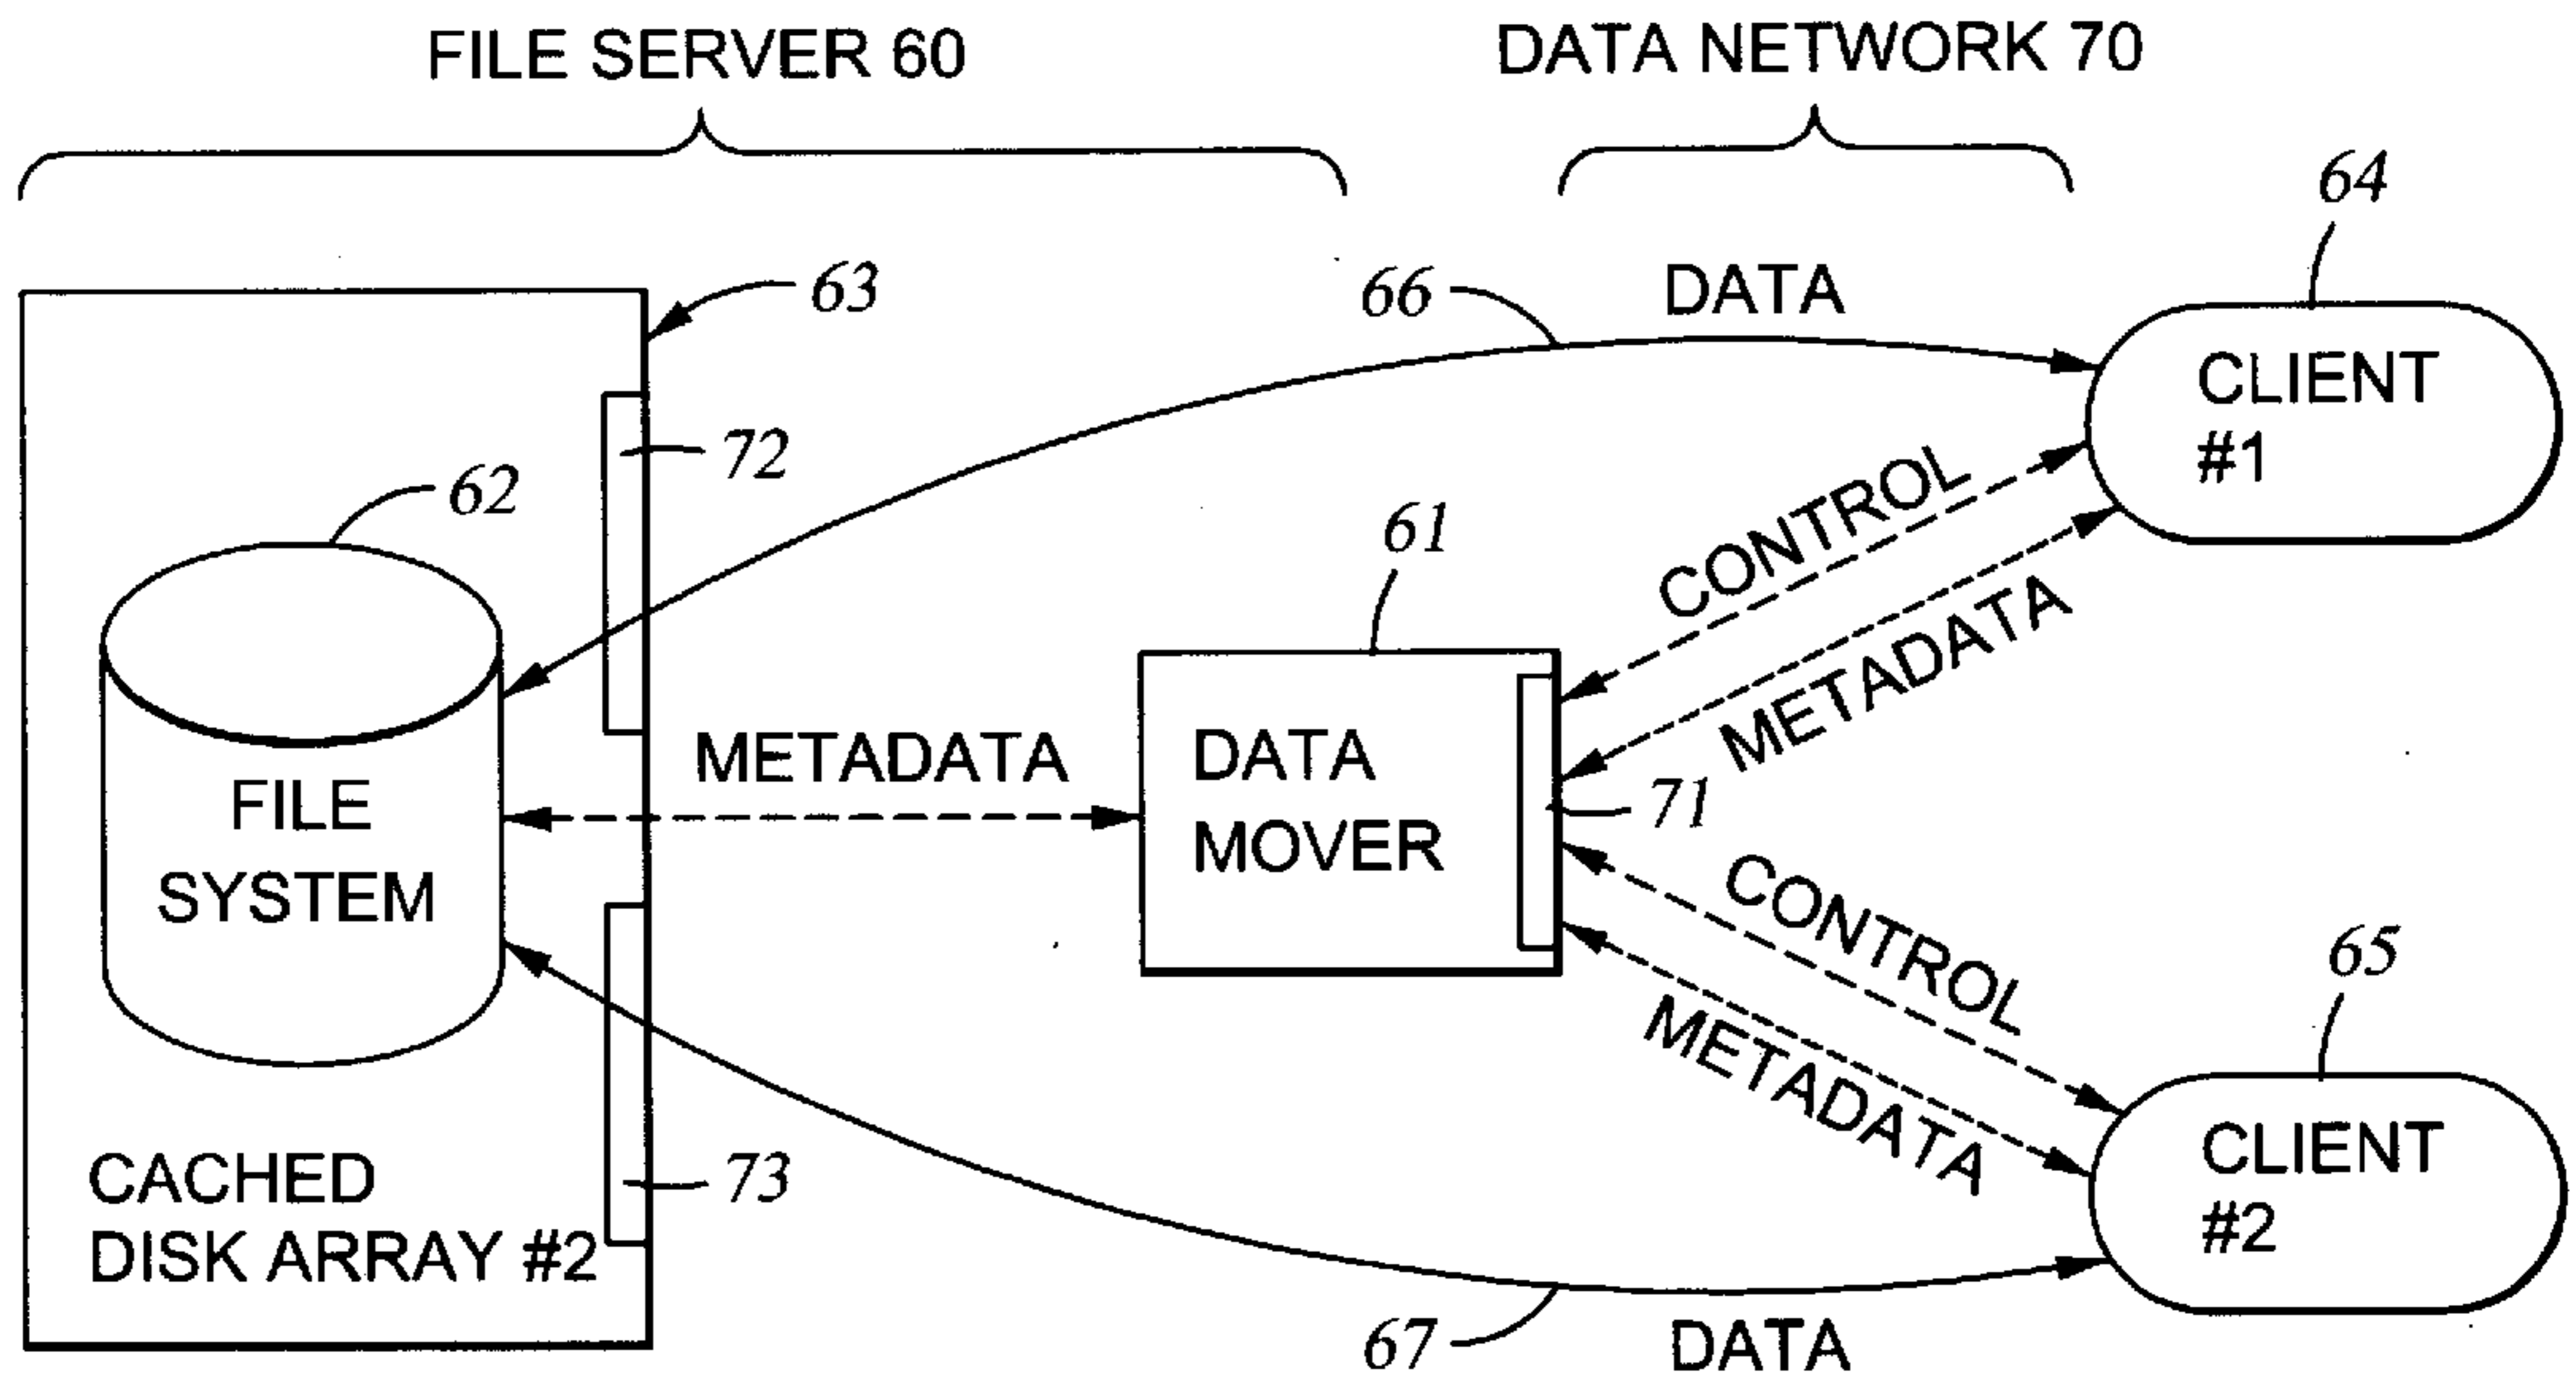 FILE SERVER 60
DATA NETWORK 70
64
63
66
DATA
CLIENT
#1
72
62
CONTROL
61
METADATA
METADATA
DATA
MOVER
71
FILE
SYSTEM
CONTROL
METADATA
65
CACHED
DISK ARRAY #2
73
CLIENT
#2
67
DATA